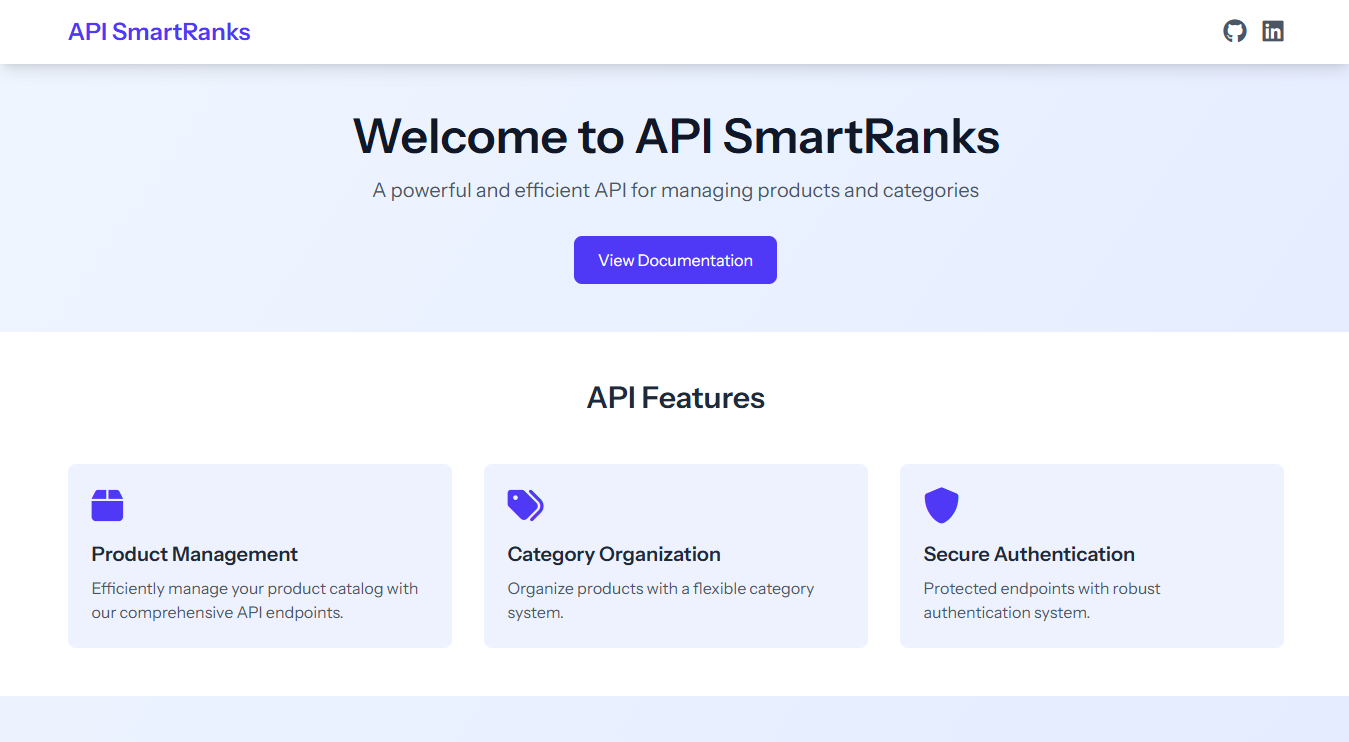 API SmartRanks
Welcome to API SmartRanks
A powerful and efficient API for managing products and categories
View Documentation
API Features
Product Management
Efficiently manage your product catalog with
our comprehensive API endpoints.
Category Organization
Organize products with a flexible category
system.
Secure Authentication
Protected endpoints with robust
authentication system.